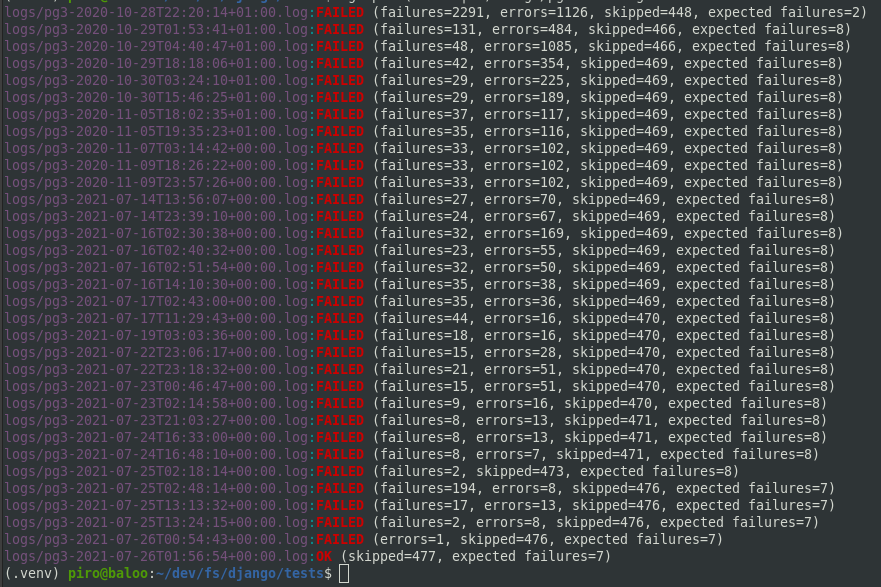 logs/pg3-2020-10-28T22:20:14+01:00.log:FAILED (failures=2291, errors=1126, skipped=448, expected failures=2)
logs/pg3-2020-10-29T01:53:41+01:00.log:FAILED (failures=131, errors=484, skipped=466, expected failures=8)
logs/pg3-2020-10-29T04:40:47+01:00.log:FAILED (failures=48, errors=1085, skipped=466, expected failures=8)
logs/pg3-2020-10-29T18:18:06+01:00.log:FAILED (failures=42, errors=354, skipped=469, expected failures=8)
logs/pg3-2020-10-30T03:24:10+01:00.log:FAILED (failures=29, errors=225, skipped=469, expected failures=8)
logs/pg3-2020-10-30T15:46:25+01:00.log:FAILED (failures=29, errors=189, skipped=469, expected failures=8)
logs/pg3-2020-11-05T18:02:35+01:00.log:FAILED (failures=37, errors=117, skipped=469, expected failures=8)
logs/pg3-2020-11-05T19:35:23+01:00.log:FAILED (failures=35, errors=116, skipped=469, expected failures=8)
logs/pg3-2020-11-07T03:14:42+00:00.log:FAILED (failures=33, errors=102, skipped=469, expected failures=8)
logs/pg3-2020-11-09T18:26:22+00:00.log:FAILED (failures=33, errors=102, skipped=469, expected failures=8)
logs/pg3-2020-11-09T23:57:26+00:00.log:FAILED (failures=33, errors=102, skipped=469, expected failures=8)
logs/pg3-2021-07-14T13:56:07+00:00.log:FAILED (failures=27, errors=70, skipped=469, expected failures=8)
logs/pg3-2021-07-14T23:39:10+00:00.log:FAILED (failures=24, errors=67, skipped=469, expected failures=8)
logs/pg3-2021-07-16T02:30:38+00:00.log:FAILED (failures=32, errors=169, skipped=469, expected failures=8)
logs/pg3-2021-07-16T02:40:32+00:00.log:FAILED (failures=23, errors=55, skipped=469, expected failures=8)
logs/pg3-2021-07-16T02:51:54+00:00.log:FAILED (failures=32, errors=50, skipped=469, expected failures=8)
logs/pg3-2021-07-16T14:10:30+00:00.log:FAILED (failures=35, errors=38, skipped=469, expected failures=8)
logs/pg3-2021-07-17T02:43:00+00:00.log:FAILED (failures=35, errors=36, skipped=469, expected failures=8)
logs/pg3-2021-07-17T11:29:43+00:00.log:FAILED (failures=44, errors=16, skipped=470, expected failures=8)
logs/pg3-2021-07-19T03:03:36+00:00.log:FAILED (failures=18, errors=16, skipped=470, expected failures=8)
logs/pg3-2021-07-22T23:06:17+00:00.log:FAILED (failures=15, errors=28, skipped=470, expected failures=8)
logs/pg3-2021-07-22T23:18:32+00:00.log:FAILED (failures=21, errors=51, skipped=470, expected failures=8)
logs/pg3-2021-07-23T00:46:47+00:00.log:FAILED (failures=15, errors=51, skipped=470, expected failures=8)
logs/pg3-2021-07-23T02:14:58+00:00.log:FAILED (failures=9, errors=16, skipped=470, expected failures=8)
logs/pg3-2021-07-23T21:03:27+00:00.log:FAILED (failures=8, errors=13, skipped=471, expected failures=8)
logs/pg3-2021-07-24T16:33:00+00:00.log:FAILED (failures=8, errors=13, skipped=471, expected failures=8)
logs/pg3-2021-07-24T16:48:10+00:00.log:FAILED (failures=8, errors=7, skipped=471, expected failures=8)
logs/pg3-2021-07-25T02:18:14+00:00.log:FAILED (failures=2, skipped=473, expected failures=8)
logs/pg3-2021-07-25T02:48:14+00:00.log:FAILED (failures=194, errors=8, skipped=476, expected failures=7)
logs/pg3-2021-07-25T13:13:32+00:00.log:FAILED (failures=17, errors=13, skipped=476, expected failures=7)
logs/pg3-2021-07-25T13:24:15+00:00.log:FAILED (failures=2, errors=8, skipped=476, expected failures=7)
logs/pg3-2021-07-26T00:54:43+00:00.log:FAILED (errors=1, skipped=476, expected failures=7)
logs/pg3-2021-07-26T01:56:54+00:00.log:OK (skipped=477, expected failures=7)
(.venv) piro@baloo:~/dev/fs/django/tests$